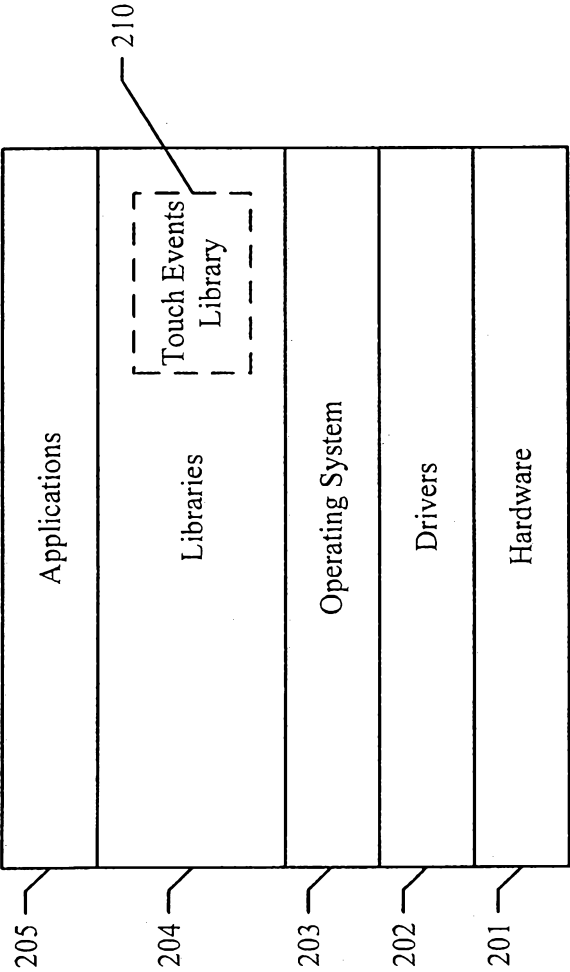 210
205
Applications
204
Libraries
Touch Events
Library
203
Operating System
202
Drivers
201
Hardware